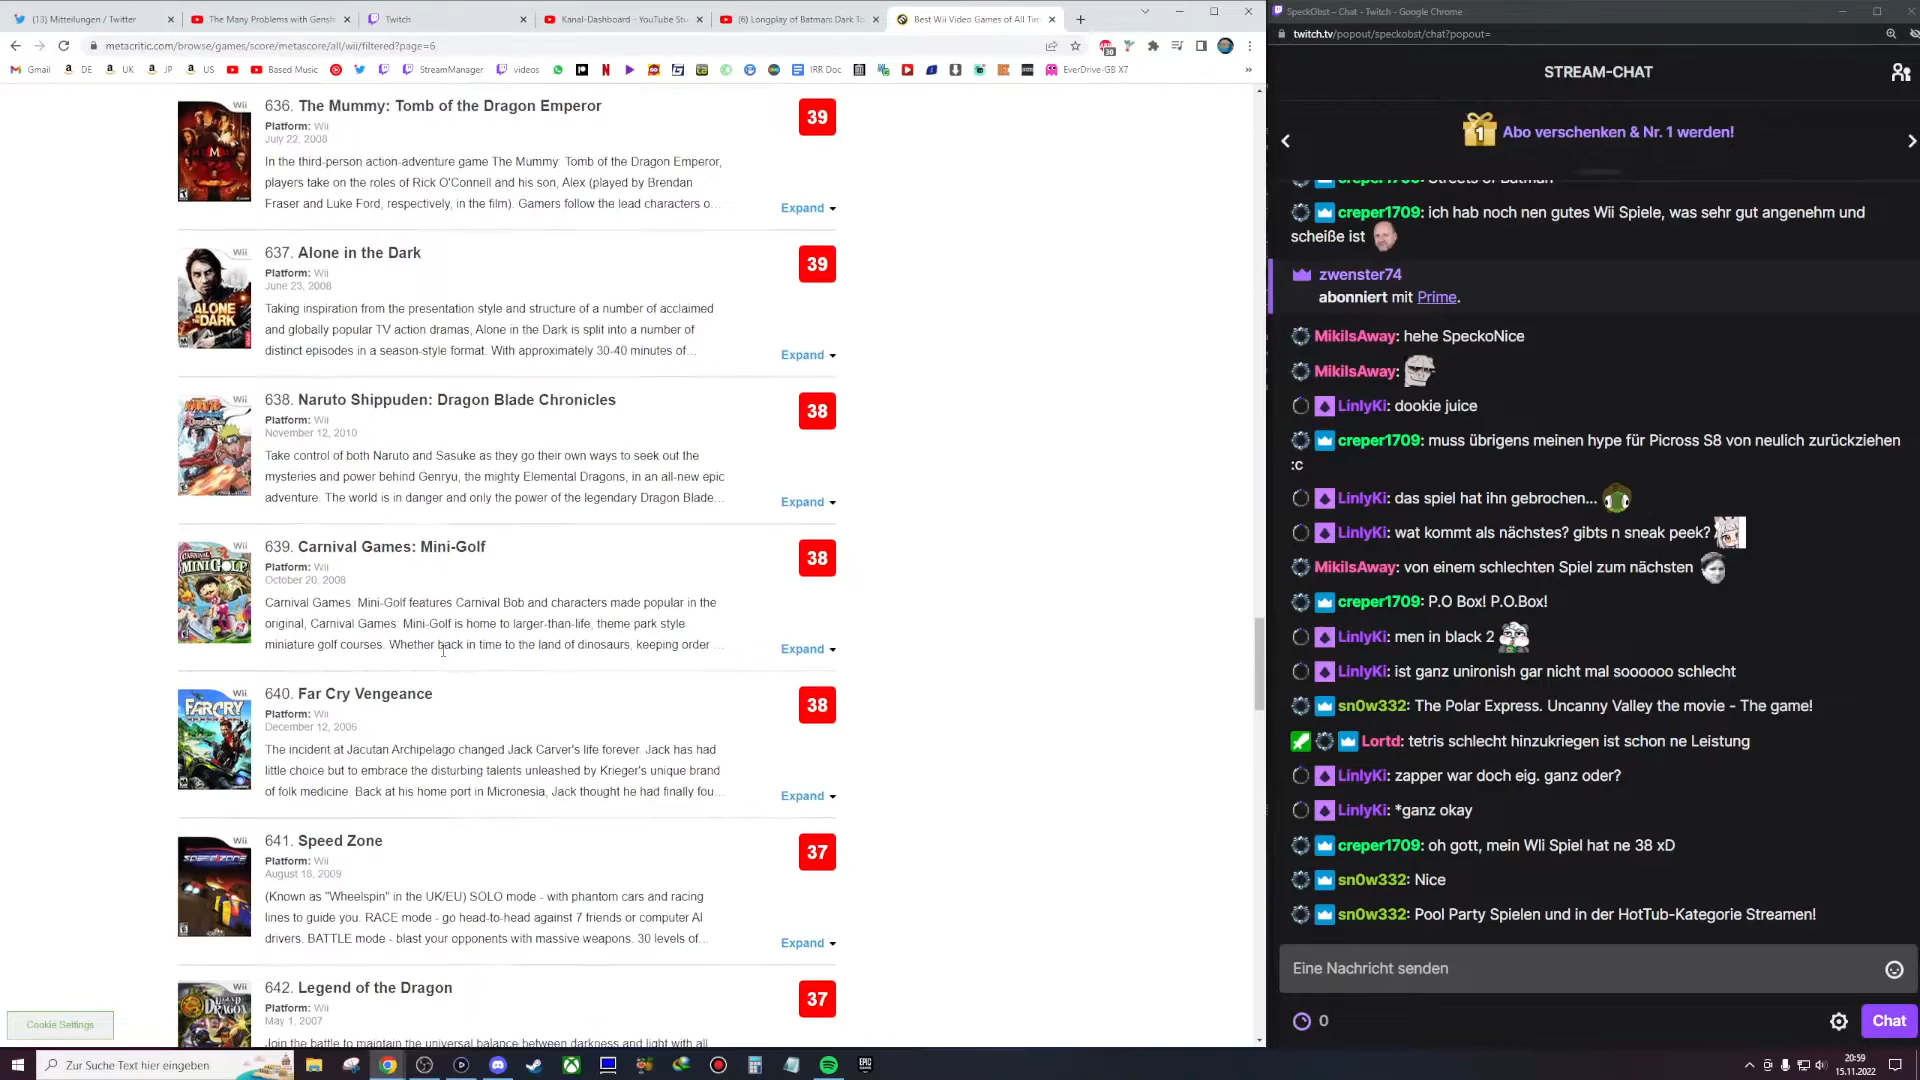 (13) Mitteilungen / Twitter
The Many Problems with Gensh
Twitch
Kanal-Dashboard - YouTube Stu
(6) Longplay of Batman: Dark To
Best Wii Video Games of All Tim
metacritic.com/browse/games/score/metascore/all/wii/filtered?page=6
Gmail
DE
UK
JP
US
Based Music
StreamManager
videos
IRR Doc
EverDrive-GB X7
636. The Mummy: Tomb of the Dragon Emperor
39
Platform: Wii
July 22, 2008
In the third-person action-adventure game The Mummy: Tomb of the Dragon Emperor,
players take on the roles of Rick O'Connell and his son, Alex (played by Brendan
Fraser and Luke Ford, respectively, in the film). Gamers follow the lead characters o...
Expand
637. Alone in the Dark
39
Platform: Wii
June 23, 2008
Taking inspiration from the presentation style and structure of a number of acclaimed
and globally popular TV action dramas, Alone in the Dark is split into a number of
distinct episodes in a season-style format. With approximately 30-40 minutes of...
Expand
638. Naruto Shippuden: Dragon Blade Chronicles
38
Platform: Wii
November 12, 2010
Take control of both Naruto and Sasuke as they go their own ways to seek out the
mysteries and power behind Genryu, the mighty Elemental Dragons, in an all-new epic
adventure. The world is in danger and only the power of the legendary Dragon Blade...
Expand
639. Carnival Games: Mini-Golf
38
Platform: Wii
October 20, 2008
Carnival Games: Mini-Golf features Carnival Bob and characters made popular in the
original, Carnival Games: Mini-Golf is home to larger-than-life, theme park style
miniature golf courses. Whether back in time to the land of dinosaurs, keeping order ...
Expand
640. Far Cry Vengeance
38
Platform: Wii
December 12, 2006
The incident at Jacutan Archipelago changed Jack Carver's life forever. Jack has had
little choice but to embrace the disturbing talents unleashed by Krieger's unique brand
of folk medicine. Back at his home port in Micronesia, Jack thought he had finally fou...
Expand
641. Speed Zone
37
Platform: Wii
August 18, 2009
(Known as "Wheelspin" in the UK/EU) SOLO mode - with phantom cars and racing
lines to guide you. RACE mode - go head-to-head against 7 friends or computer AI
drivers. BATTLE mode - blast your opponents with massive weapons. 30 levels of...
Expand
642. Legend of the Dragon
37
Platform: Wii
May 1, 2007
Join the battle to maintain the universal balance between darkness and light with all
Cookie Settings
Zur Suche Text hier eingeben
SpeckObst – Chat - Twitch - Google Chrome
twitch.tv/popout/speckobst/chat?popout=
STREAM-CHAT
1 Abo verschenken & Nr. 1 werden!
creper1709: Streets of Batman
creper1709: ich hab noch nen gutes Wii Spiele, was sehr gut angenehm und
scheiße ist
zwenster74
abonniert mit Prime.
MikiIsAway: hehe SpeckoNice
MikiIsAway:
LinlyKi: dookie juice
creper1709: muss übrigens meinen hype für Picross S8 von neulich zurückziehen
:c
LinlyKi: das spiel hat ihn gebrochen...
LinlyKi: wat kommt als nächstes? gibts n sneak peek?
MikiIsAway: von einem schlechten Spiel zum nächsten
creper1709: P.O Box! P.O.Box!
LinlyKi: men in black 2
LinlyKi: ist ganz unironish gar nicht mal soooooo schlecht
sn0w332: The Polar Express. Uncanny Valley the movie - The game!
Lortd: tetris schlecht hinzukriegen ist schon ne Leistung
LinlyKi: zapper war doch eig. ganz oder?
LinlyKi: *ganz okay
creper1709: oh gott, mein WIi Spiel hat ne 38 xD
sn0w332: Nice
sn0w332: Pool Party Spielen und in der HotTub-Kategorie Streamen!
Eine Nachricht senden
0
Chat
20:59
15.11.2022